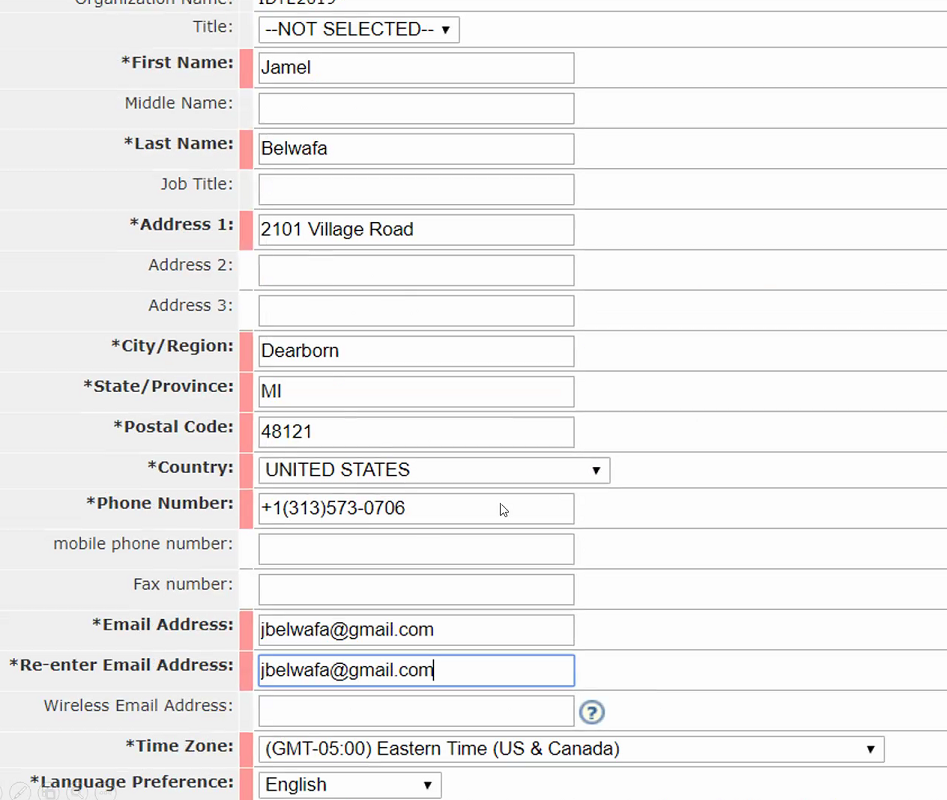 Title: --NOT SELECTED--
*First Name: Jamel
Middle Name:
*Last Name: Belwafa
Job Title:
*Address 1: 2101 Village Road
Address 2:
Address 3:
*City/Region: Dearborn
*State/Province: MI
*Postal Code: 48121
*Country: UNITED STATES
*Phone Number: +1(313)573-0706
mobile phone number:
Fax number:
*Email Address: jbelwafa@gmail.com
*Re-enter Email Address: jbelwafa@gmail.com
Wireless Email Address: ?
*Time Zone: (GMT-05:00) Eastern Time (US & Canada)
*Language Preference: English